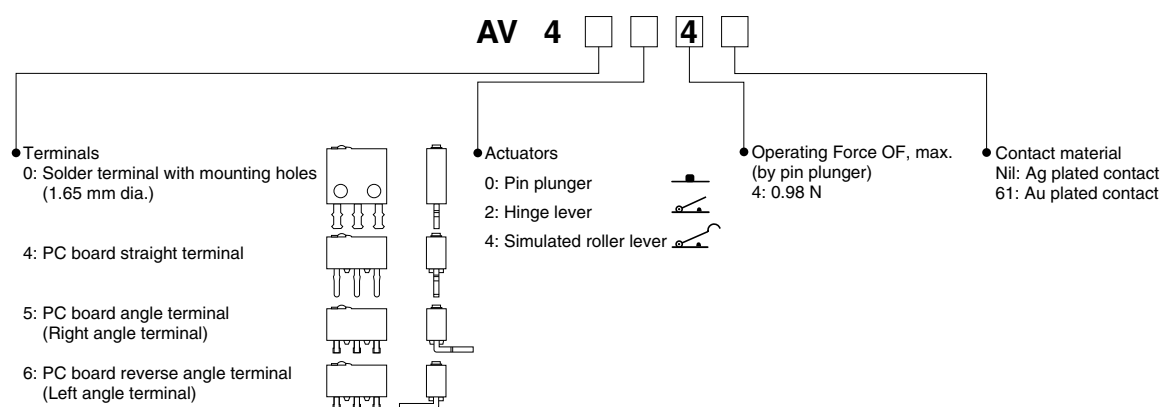 AV 4 4
Terminals
0: Solder terminal with mounting holes
(1.65 mm dia.)
4: PC board straight terminal
5: PC board angle terminal
(Right angle terminal)
6: PC board reverse angle terminal
(Left angle terminal)
Actuators
0: Pin plunger
2: Hinge lever
4: Simulated roller lever
Operating Force OF, max.
(by pin plunger)
4: 0.98 N
Contact material
Nil: Ag plated contact
61: Au plated contact